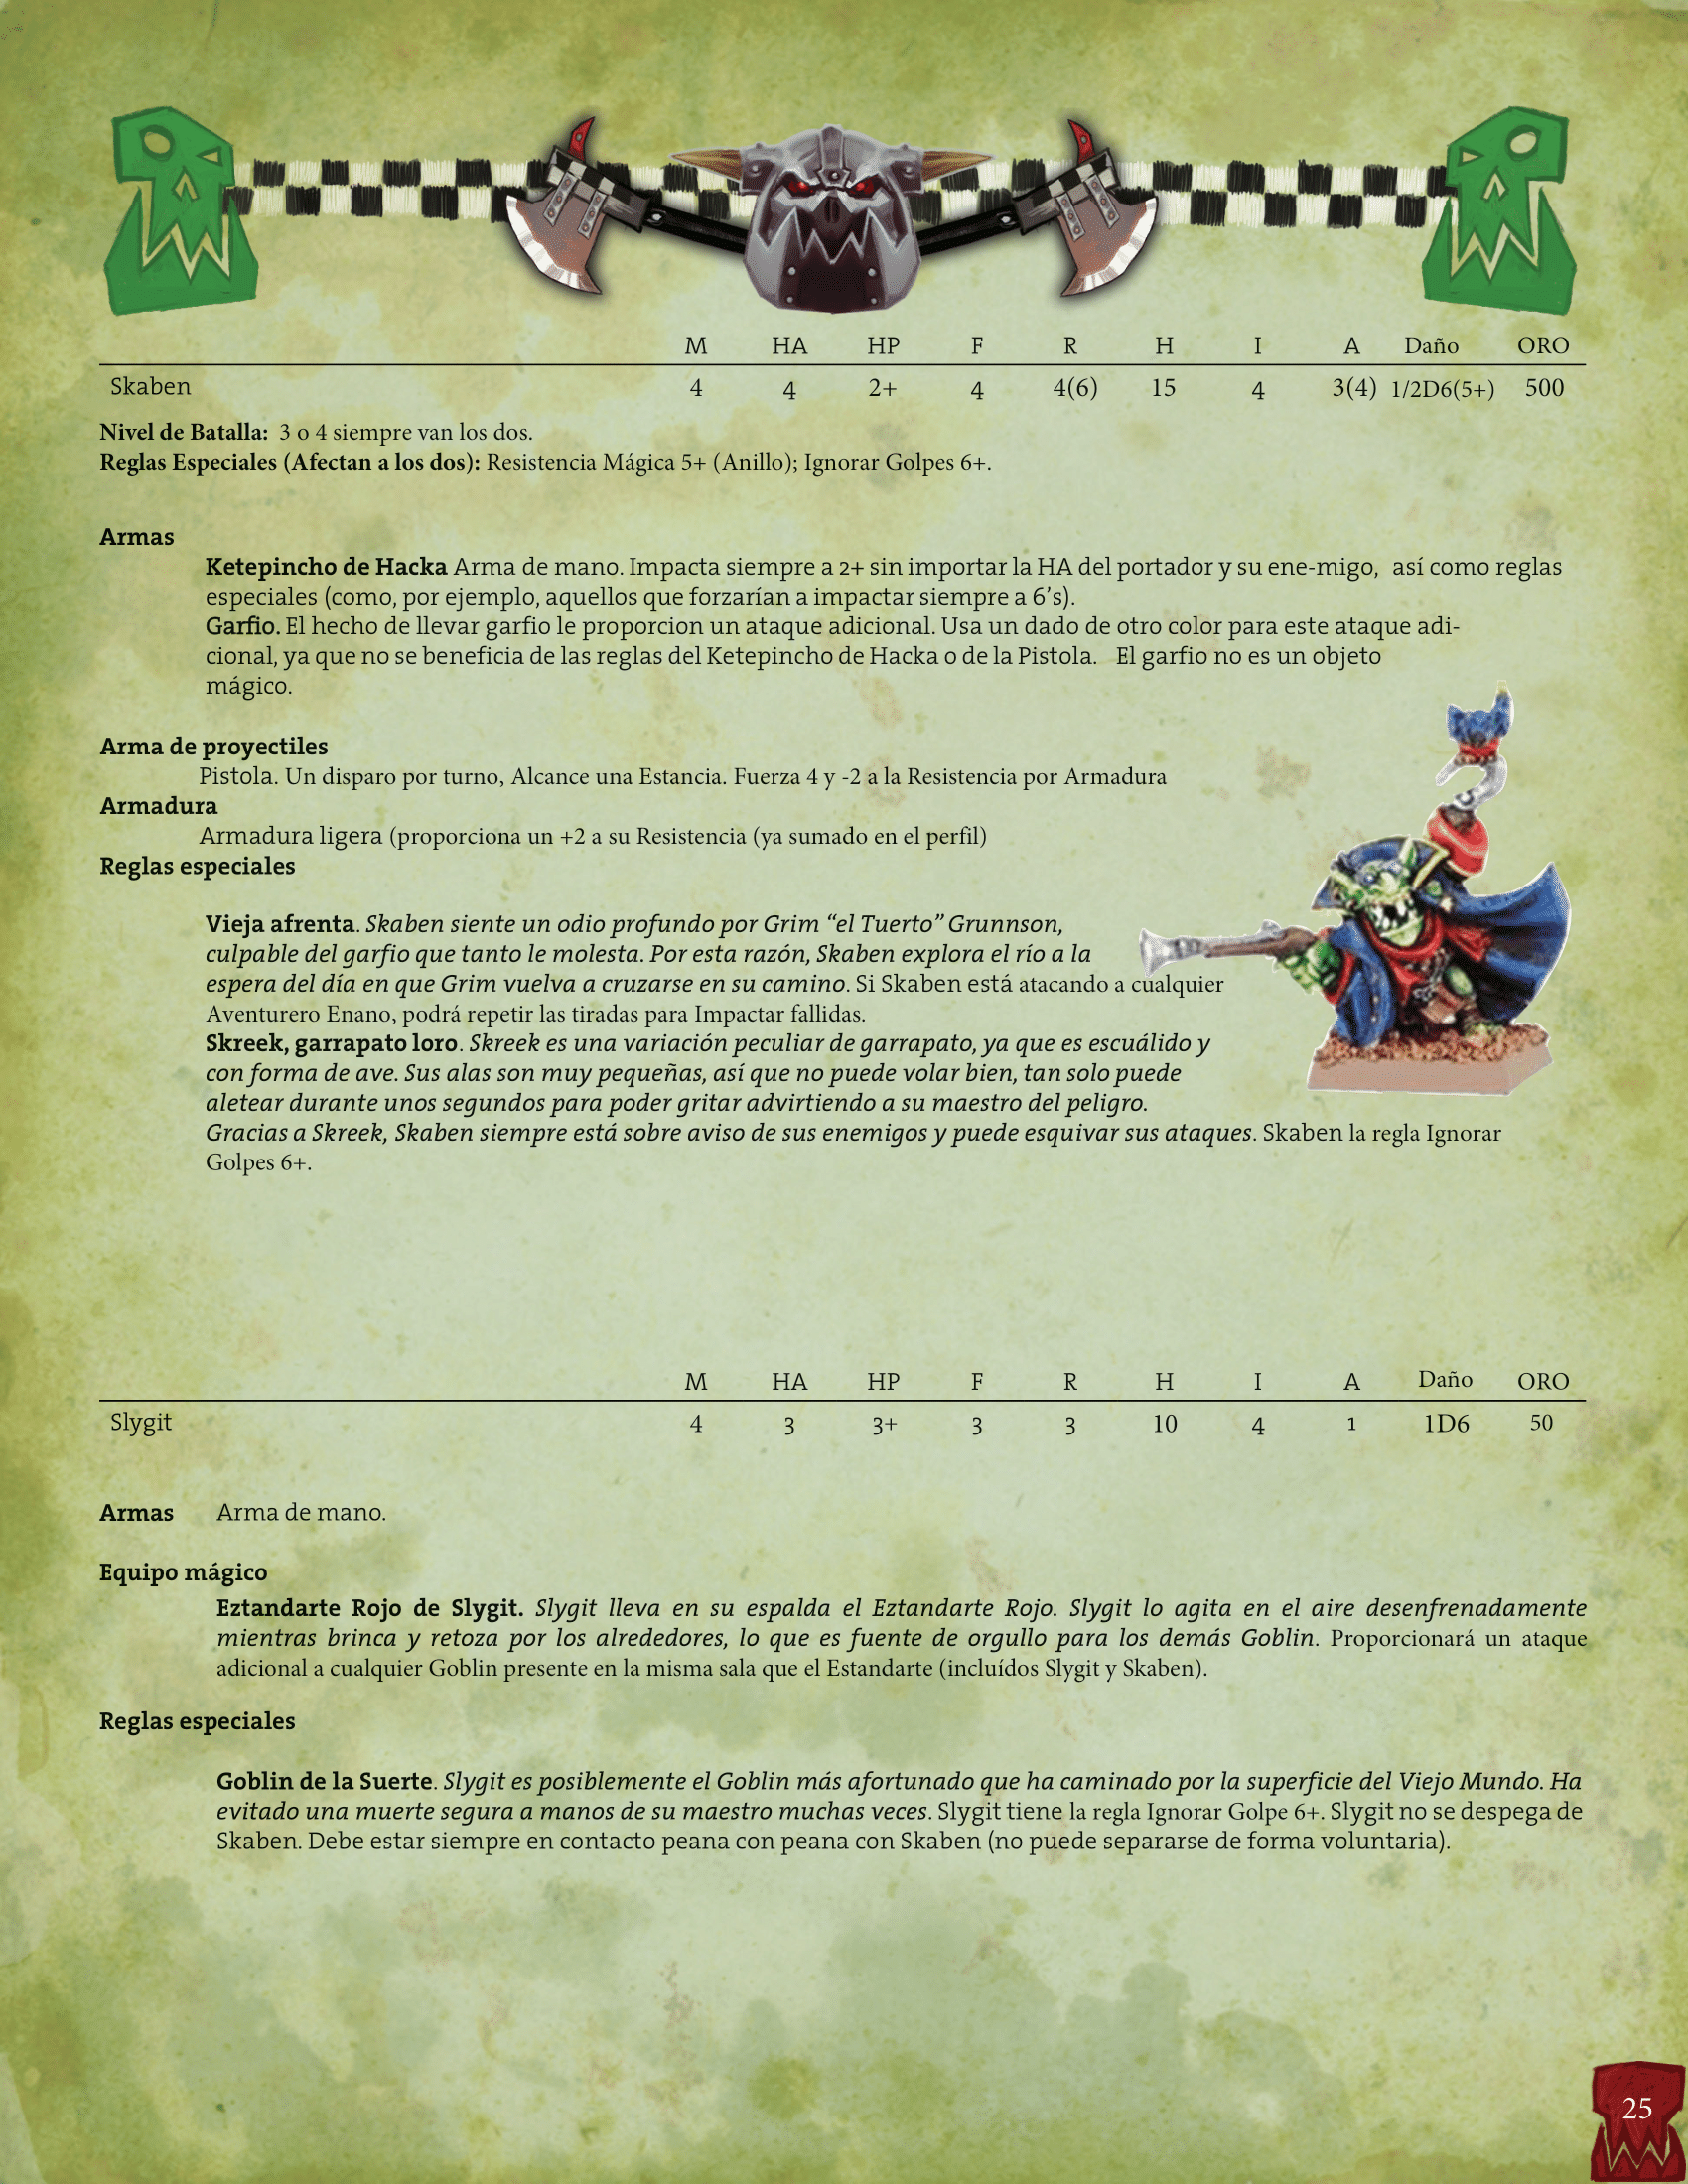 M HA HP F R H I A Daño ORO
Skaben 4 4 2+ 4 4(6) 15 4 3(4) 1/2D6(5+) 500
Nivel de Batalla: 3 o 4 siempre van los dos.
Reglas Especiales (Afectan a los dos): Resistencia Mágica 5+ (Anillo); Ignorar Golpes 6+.
Armas
Ketepincho de Hacka Arma de mano. Impacta siempre a 2+ sin importar la HA del portador y su ene-migo, así como reglas
especiales (como, por ejemplo, aquellos que forzarían a impactar siempre a 6's).
Garfio. El hecho de llevar garfio le proporcion un ataque adicional. Usa un dado de otro color para este ataque adi-
cional, ya que no se beneficia de las reglas del Ketepincho de Hacka o de la Pistola. El garfio no es un objeto
mágico.
Arma de proyectiles
Pistola. Un disparo por turno, Alcance una Estancia. Fuerza 4 y -2 a la Resistencia por Armadura
Armadura
Armadura ligera (proporciona un +2 a su Resistencia (ya sumado en el perfil)
Reglas especiales
Vieja afrenta. Skaben siente un odio profundo por Grim “el Tuerto” Grunnson,
culpable del garfio que tanto le molesta. Por esta razón, Skaben explora el río a la
espera del día en que Grim vuelva a cruzarse en su camino. Si Skaben está atacando a cualquier
Aventurero Enano, podrá repetir las tiradas para Impactar fallidas.
Skreek, garrapato loro. Skreek es una variación peculiar de garrapato, ya que es escuálido y
con forma de ave. Sus alas son muy pequeñas, así que no puede volar bien, tan solo puede
aletear durante unos segundos para poder gritar advirtiendo a su maestro del peligro.
Gracias a Skreek, Skaben siempre está sobre aviso de sus enemigos y puede esquivar sus ataques. Skaben la regla Ignorar
Golpes 6+.
M HA HP F R H I A Daño ORO
Slygit 4 3 3+ 3 3 10 4 1 1D6 50
Armas Arma de mano.
Equipo mágico
Eztandarte Rojo de Slygit. Slygit lleva en su espalda el Eztandarte Rojo. Slygit lo agita en el aire desenfrenadamente
mientras brinca y retoza por los alrededores, lo que es fuente de orgullo para los demás Goblin. Proporcionará un ataque
adicional a cualquier Goblin presente en la misma sala que el Estandarte (incluídos Slygit y Skaben).
Reglas especiales
Goblin de la Suerte. Slygit es posiblemente el Goblin más afortunado que ha caminado por la superficie del Viejo Mundo. Ha
evitado una muerte segura a manos de su maestro muchas veces. Slygit tiene la regla Ignorar Golpe 6+. Slygit no se despega de
Skaben. Debe estar siempre en contacto peana con peana con Skaben (no puede separarse de forma voluntaria).
25